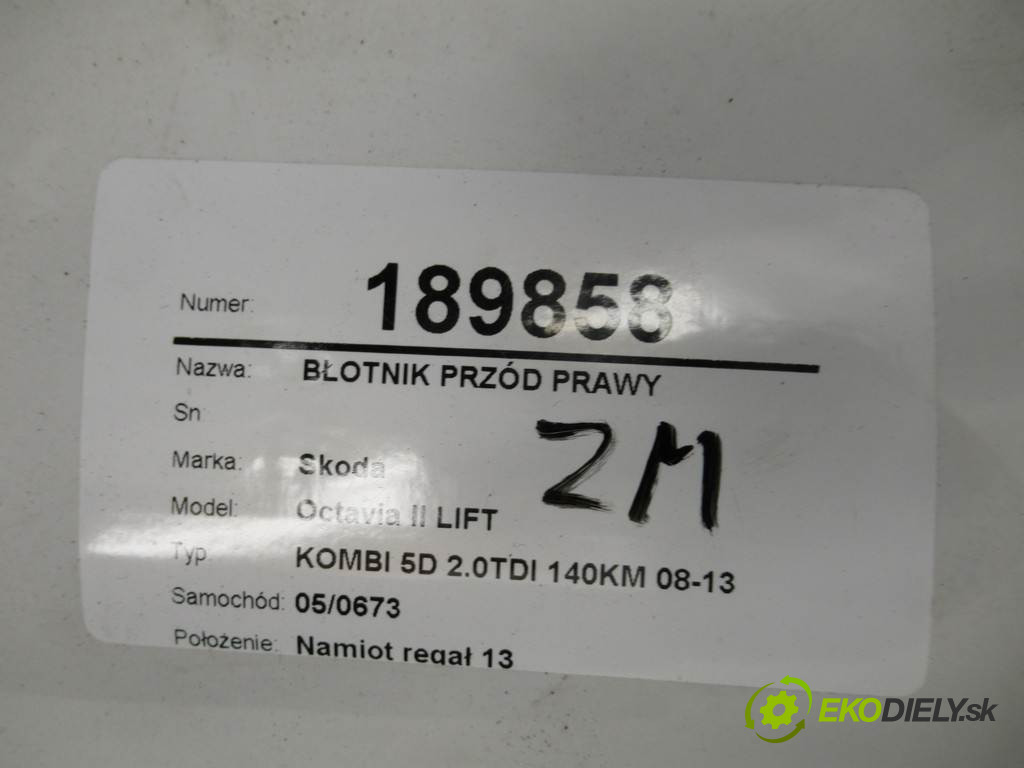 Numer: 189858
Nazwa: BŁOTNIK PRZÓD PRAWY
Sn
ZM
Marka: Skoda
Model: Octavia II LIFT
Typ KOMBI 5D 2.0TDI 140KM 08-13
Samochód: 05/0673
Położenie: Namiot regał 13
EKODIELY.sk